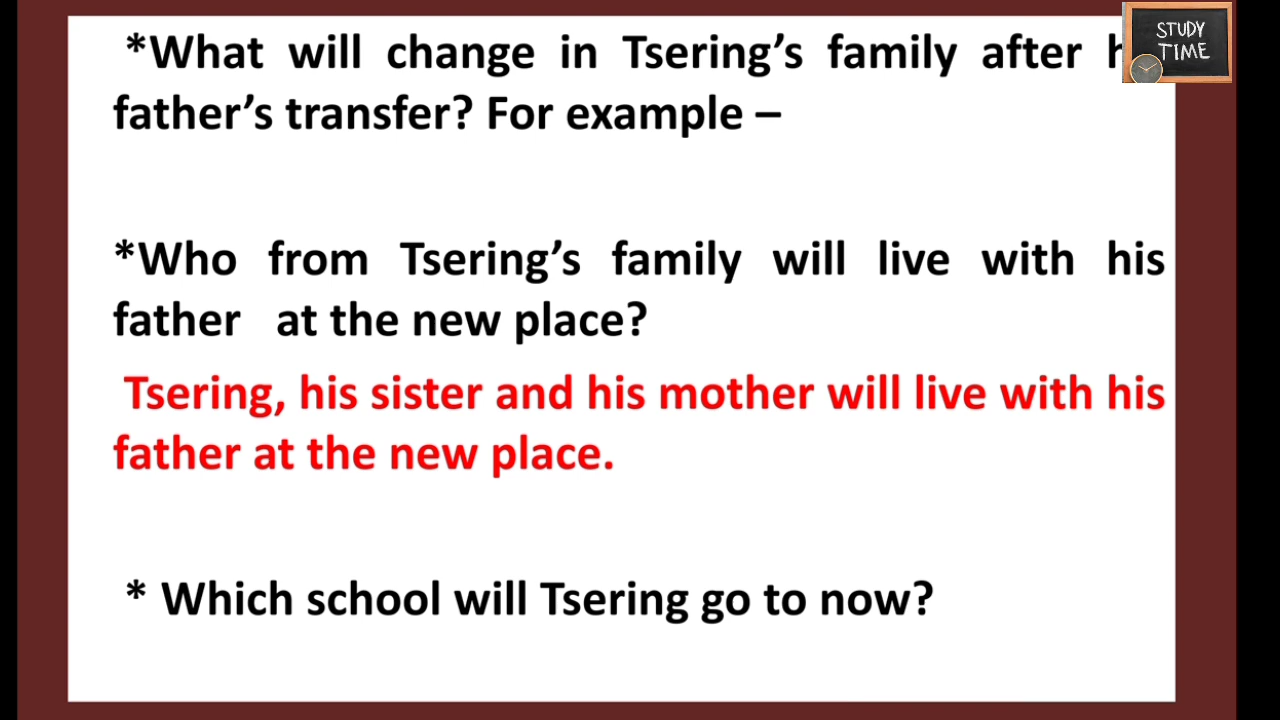 *What will change in Tsering’s family after
father’s transfer? For example –
*Who from Tsering’s family will live with his
father at the new place?
Tsering, his sister and his mother will live with his
father at the new place.
* Which school will Tsering go to now?
STUDY
TIME